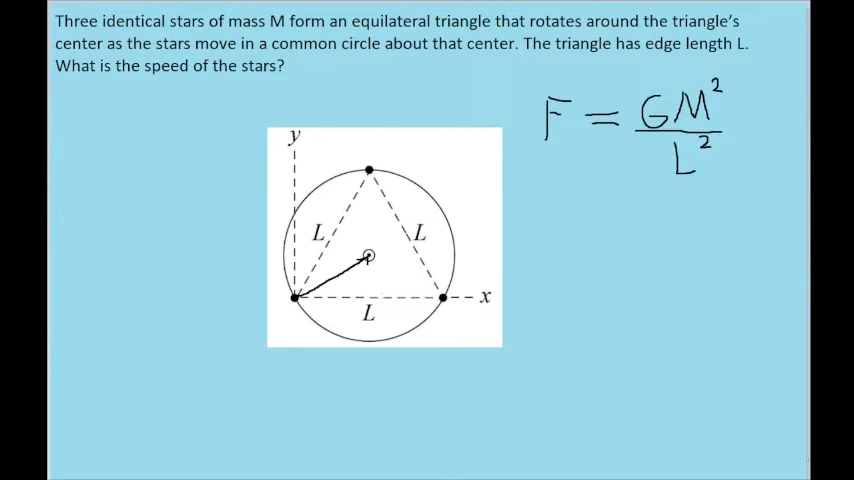 Three identical stars of mass M form an equilateral triangle that rotates around the triangle’s
center as the stars move in a common circle about that center. The triangle has edge length L.
What is the speed of the stars?
F = GM²
L²
y
L L
x
L